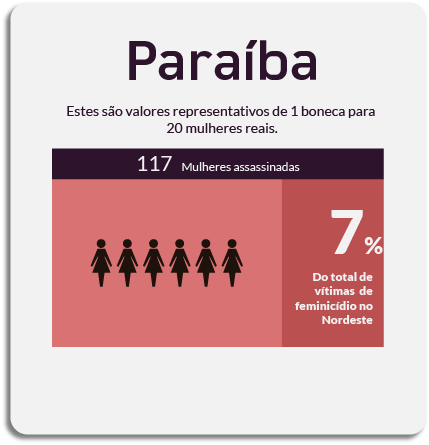 Paraíba
Estes são valores representativos de 1 boneca para
20 mulheres reais.
117 Mulheres assassinadas
7%
Do total de
vítimas de
feminicídio no
Nordeste